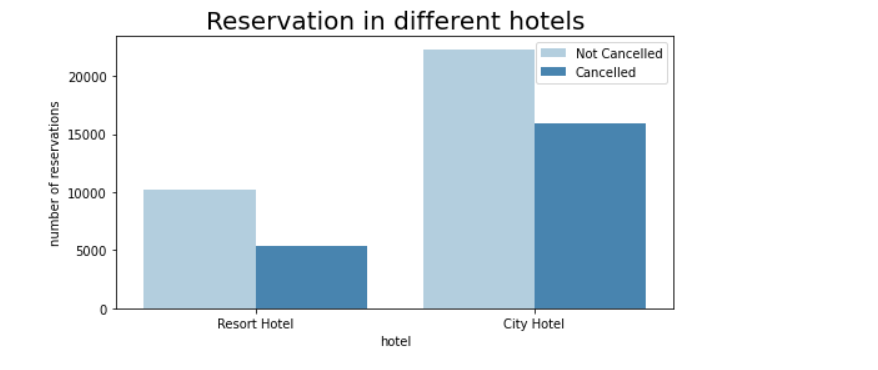 Reservation in different hotels
Not Cancelled
Cancelled
number of reservations
20000
15000
10000
5000
0
Resort Hotel
City Hotel
hotel